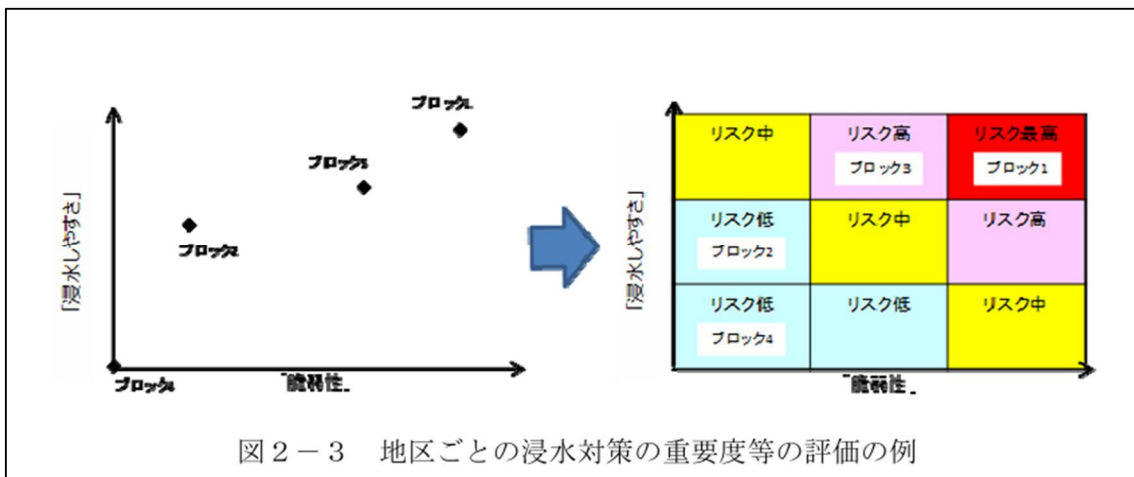 ブロック1
ブロック3
ブロック2
ブロック4
「浸水しやすさ」
「脆弱性」
リスク中
リスク高
ブロック3
リスク最高
ブロック1
リスク低
ブロック2
リスク中
リスク高
リスク低
ブロック4
リスク低
リスク中
「浸水しやすさ」
「脆弱性」
図2-3 地区ごとの浸水対策の重要度等の評価の例